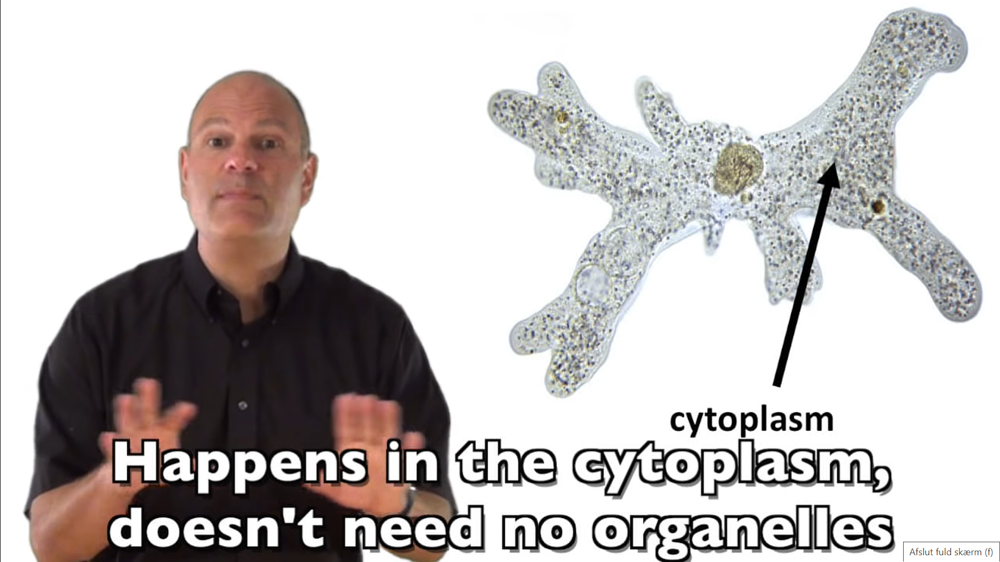 cytoplasm
Happens in the cytoplasm,
doesn't need no organelles
Afslut fuld skærm (f)